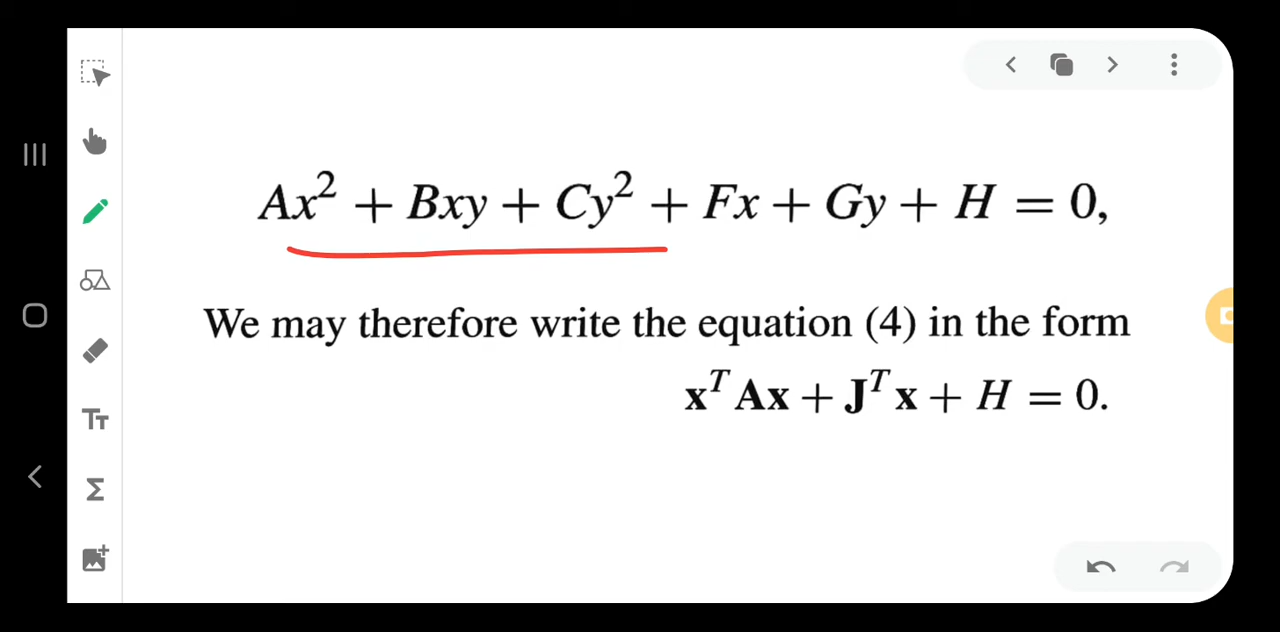 Ax² + Bxy + Cy² + Fx + Gy + H = 0,
We may therefore write the equation (4) in the form
xᵀAx + Jᵀx + H = 0.